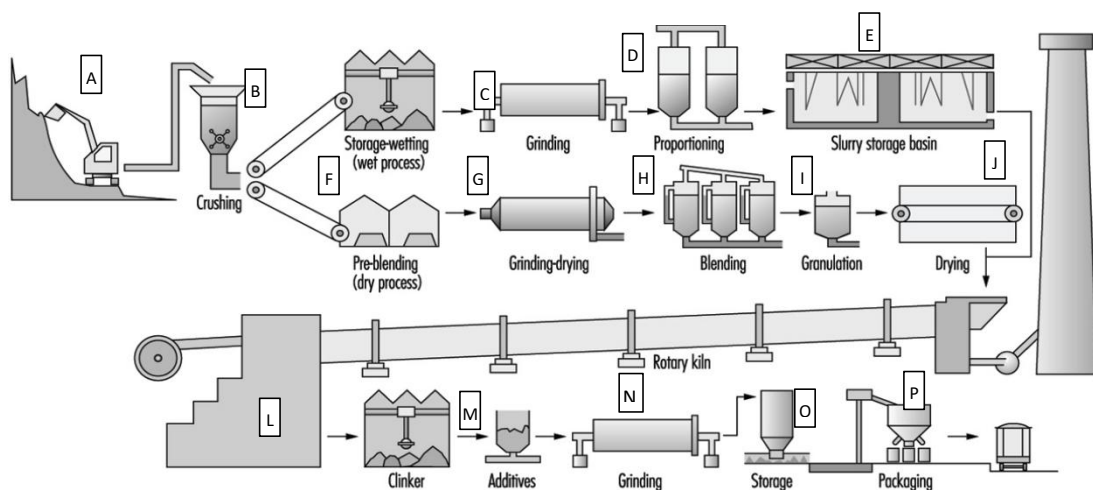 A
B
Crushing
Storage-wetting
(wet process)
C
Grinding
D
Proportioning
E
Slurry storage basin
F
Pre-blending
(dry process)
G
Grinding-drying
H
Blending
I
Granulation
J
Drying
Rotary kiln
L
Clinker
M
Additives
N
Grinding
O
Storage
P
Packaging